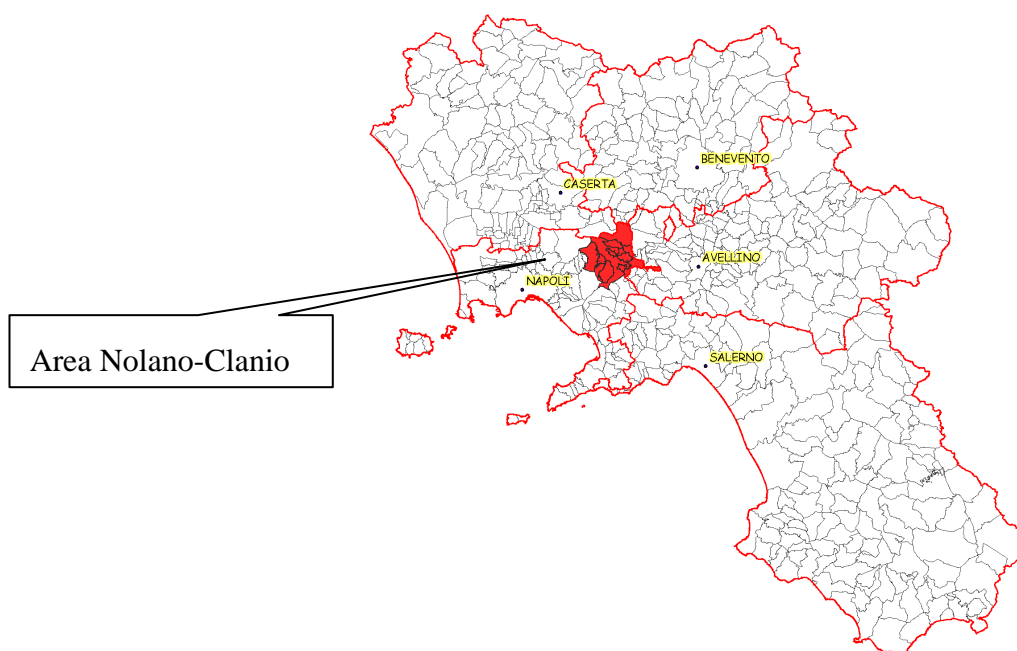 BENEVENTO
CASERTA
AVELLINO
NAPOLI
Area Nolano-Clanio
SALERNO